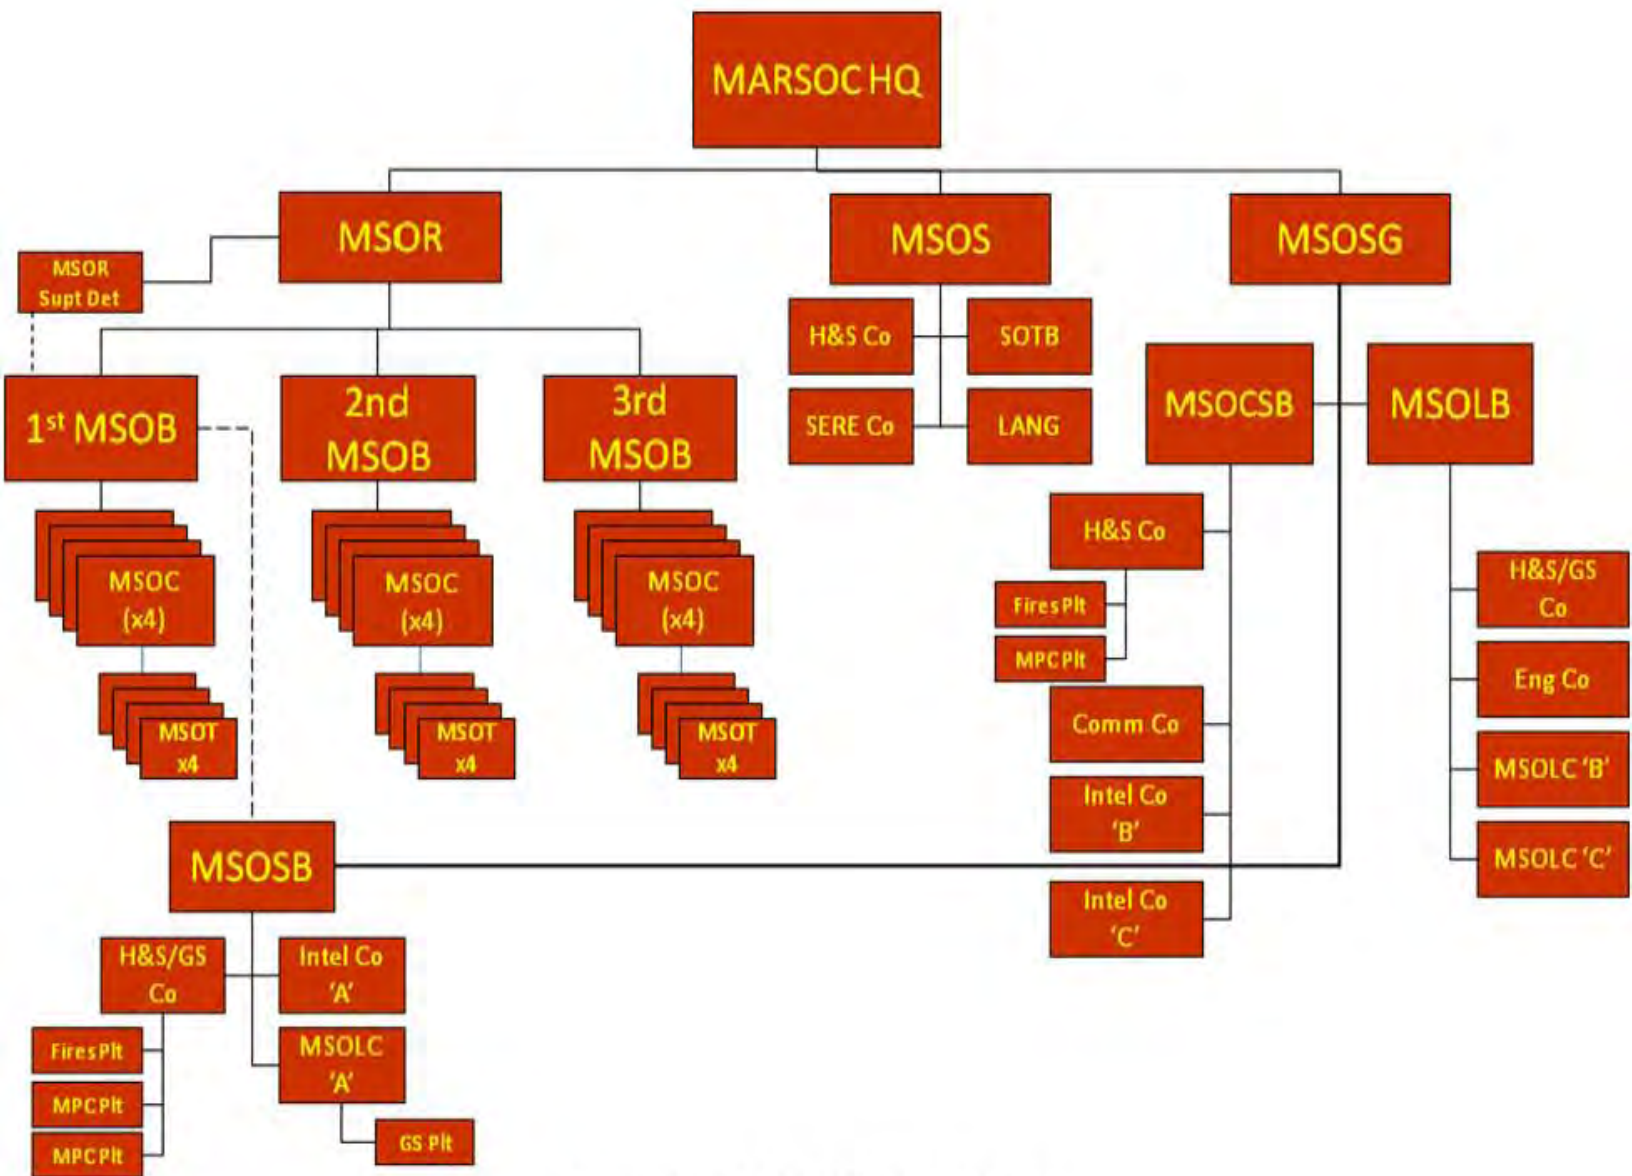 MARSOC HQ
MSOR
MSOS
MSOSG
MSOR
Supt Det
H&S Co
SOTB
SERE Co
LANG
1st MSOB
2nd
MSOB
3rd
MSOB
MSOCSB
MSOLB
MSOC
(x4)
MSOC
(x4)
MSOC
(x4)
MSOT
x4
MSOT
x4
MSOT
x4
H&S Co
Fires Plt
MPC Plt
Comm Co
Intel Co
‘B’
Intel Co
‘C’
H&S/GS
Co
Eng Co
MSOLC ‘B’
MSOLC ‘C’
MSOSB
H&S/GS
Co
Intel Co
‘A’
Fires Plt
MPC Plt
MPC Plt
MSOLC
‘A’
GS Plt